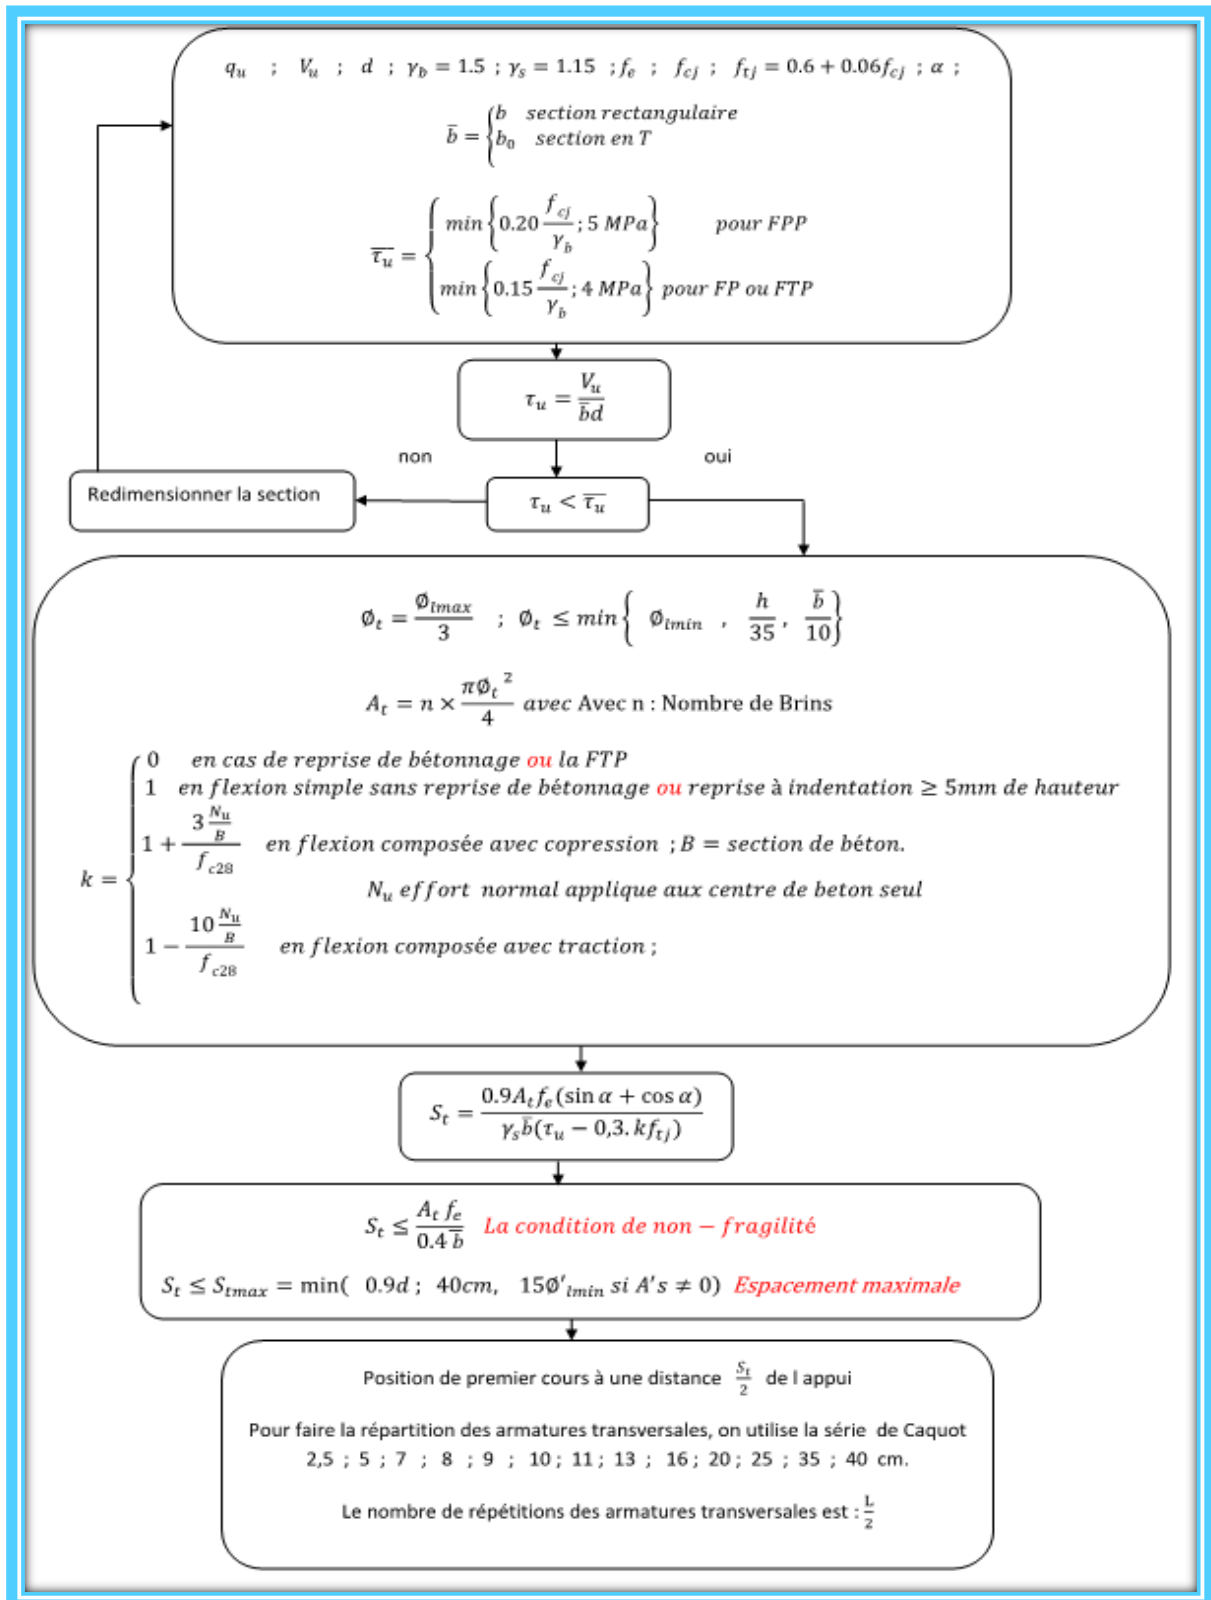 q_u ; V_u ; d ; γ_b = 1.5 ; γ_s = 1.15 ; f_e ; f_cj ; f_tj = 0.6 + 0.06f_cj ; α ;
b̅ = { b section rectangulaire
b_0 section en T
τ_u̅ = { min{0.20 f_cj/γ_b ; 5 MPa} pour FPP
min{0.15 f_cj/γ_b ; 4 MPa} pour FP ou FTP
τ_u = V_u/b̅d
non oui
Redimensionner la section
τ_u < τ_u̅
Ø_t = Ø_lmax/3 ; Ø_t ≤ min{ Ø_lmin , h/35 , b̅/10}
A_t = n × πØ_t²/4 avec Avec n : Nombre de Brins
k = { 0 en cas de reprise de bétonnage ou la FTP
1 en flexion simple sans reprise de bétonnage ou reprise à indentation ≥ 5mm de hauteur
1 + 3 N_u/B / f_c28 en flexion composée avec copression ; B = section de béton.
N_u effort normal applique aux centre de beton seul
1 − 10 N_u/B / f_c28 en flexion composée avec traction ;
S_t = 0.9A_t f_e(sin α + cos α) / γ_s b̅(τ_u − 0,3. kf_tj)
S_t ≤ A_t f_e / 0.4 b̅ La condition de non − fragilité
S_t ≤ S_tmax = min( 0.9d ; 40cm, 15Ø'_lmin si A's ≠ 0) Espacement maximale
Position de premier cours à une distance S_t/2 de l appui
Pour faire la répartition des armatures transversales, on utilise la série de Caquot
2,5 ; 5 ; 7 ; 8 ; 9 ; 10 ; 11 ; 13 ; 16 ; 20 ; 25 ; 35 ; 40 cm.
Le nombre de répétitions des armatures transversales est : L/2